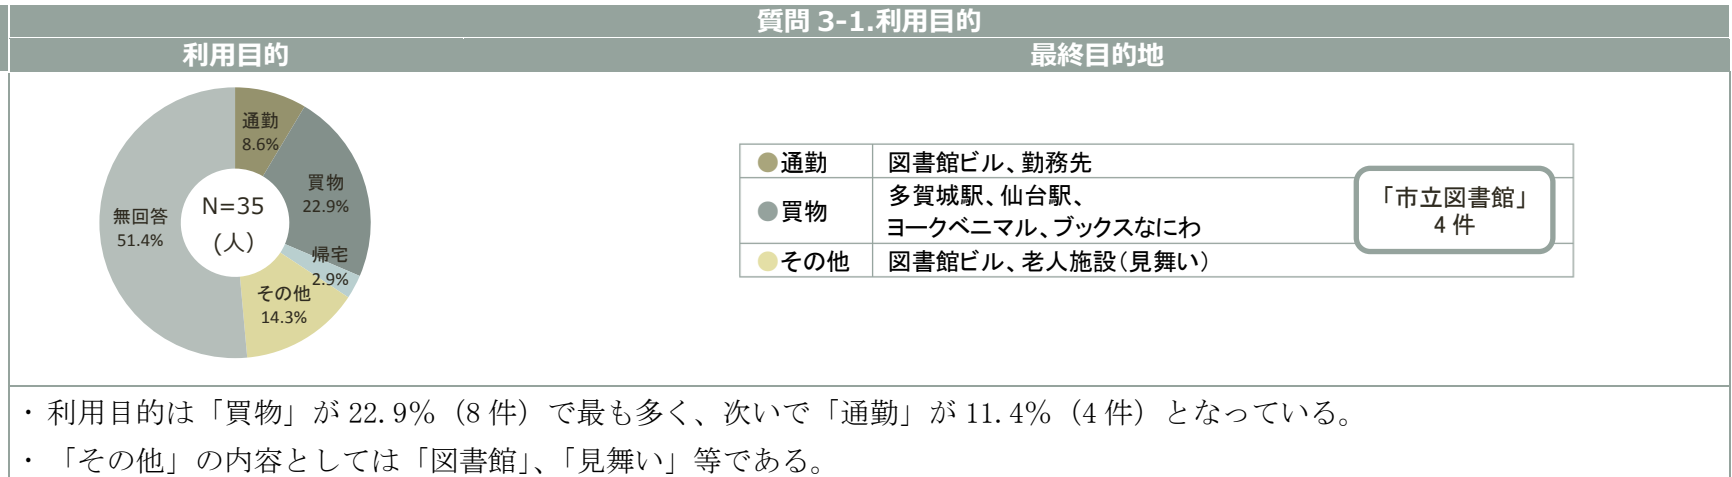 質問 3-1.利用目的
利用目的
最終目的地
通勤
8.6%
買物
22.9%
帰宅
2.9%
その他
14.3%
無回答
51.4%
N=35
(人)
●通勤 図書館ビル、勤務先
●買物 多賀城駅、仙台駅、
ヨークベニマル、ブックスなにわ
●その他 図書館ビル、老人施設(見舞い)
「市立図書館」
4 件
・利用目的は「買物」が 22.9%(8 件)で最も多く、次いで「通勤」が 11.4%(4 件)となっている。
・「その他」の内容としては「図書館」、「見舞い」等である。